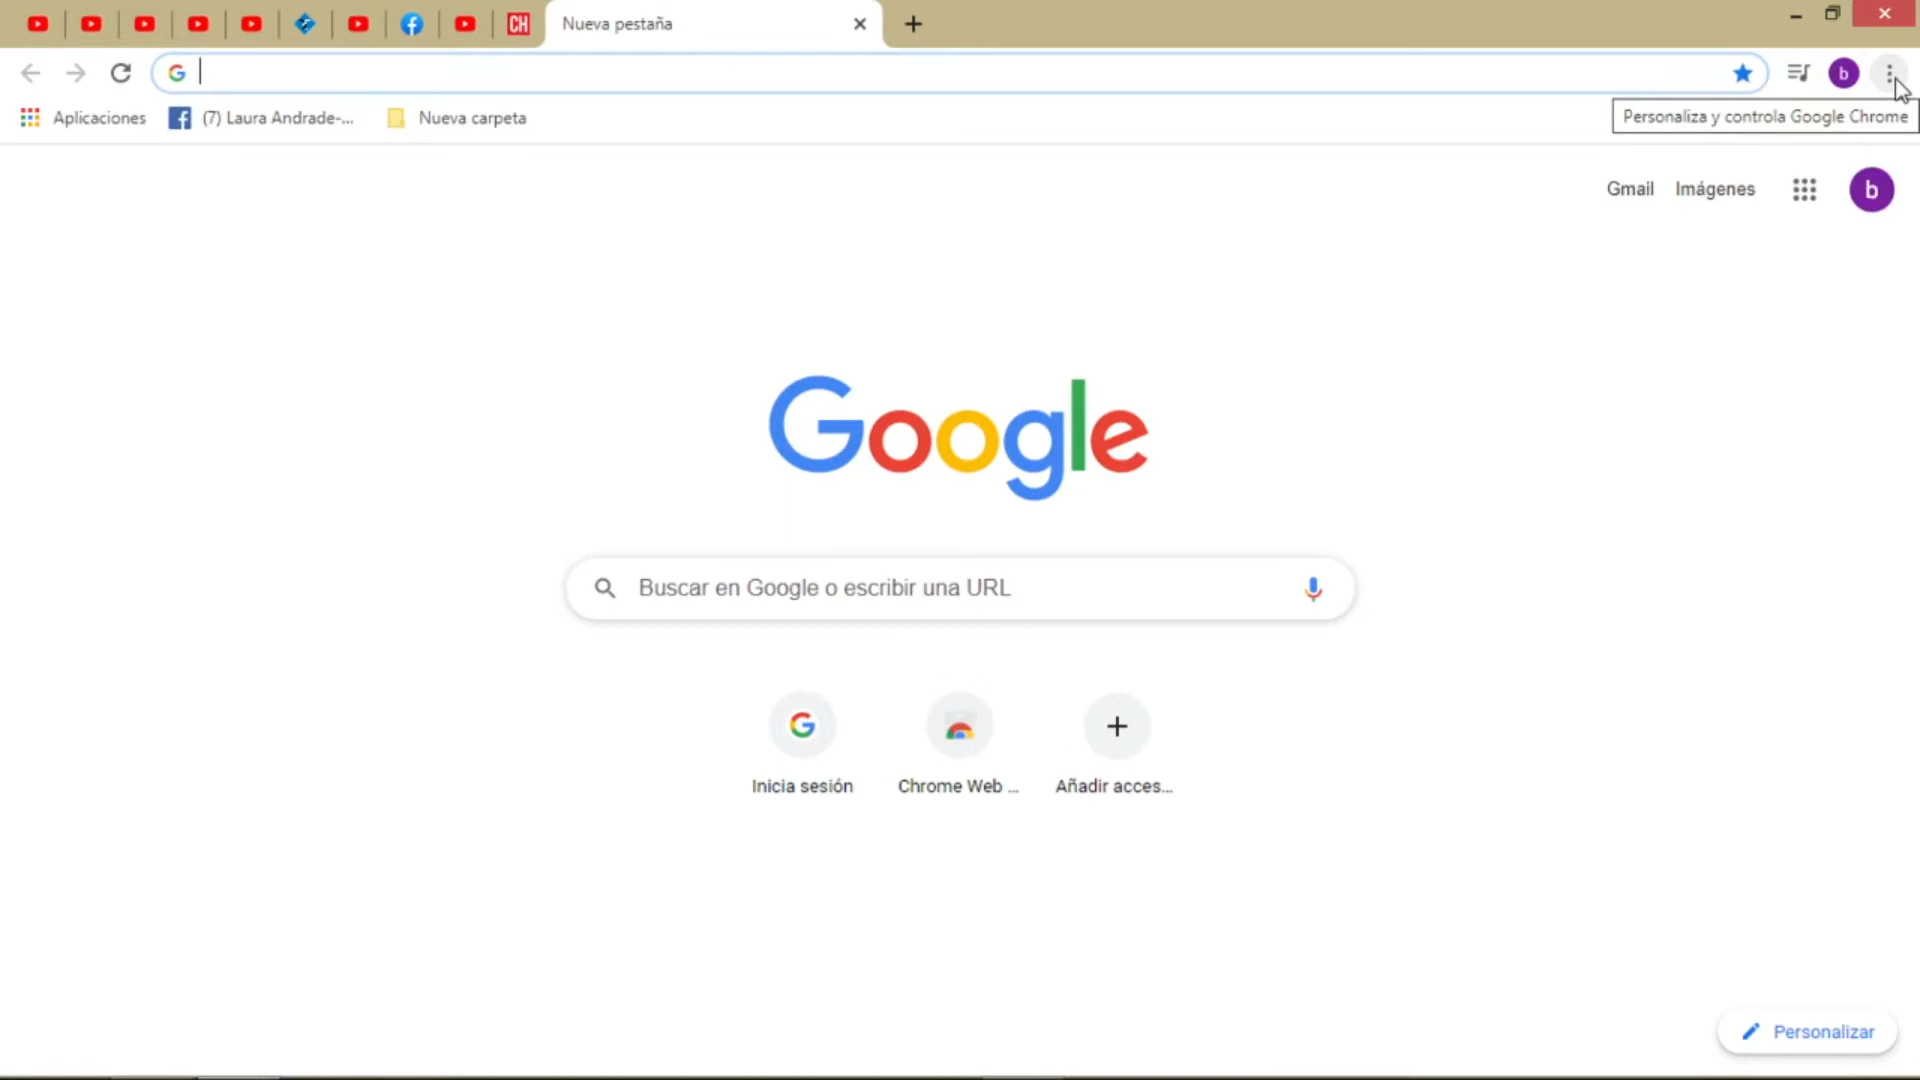 CH
Nueva pestaña
Aplicaciones
(7) Laura Andrade-...
Nueva carpeta
Personaliza y controla Google Chrome
Gmail
Imágenes
b
b
Google
Buscar en Google o escribir una URL
Inicia sesión
Chrome Web ...
Añadir acces...
Personalizar